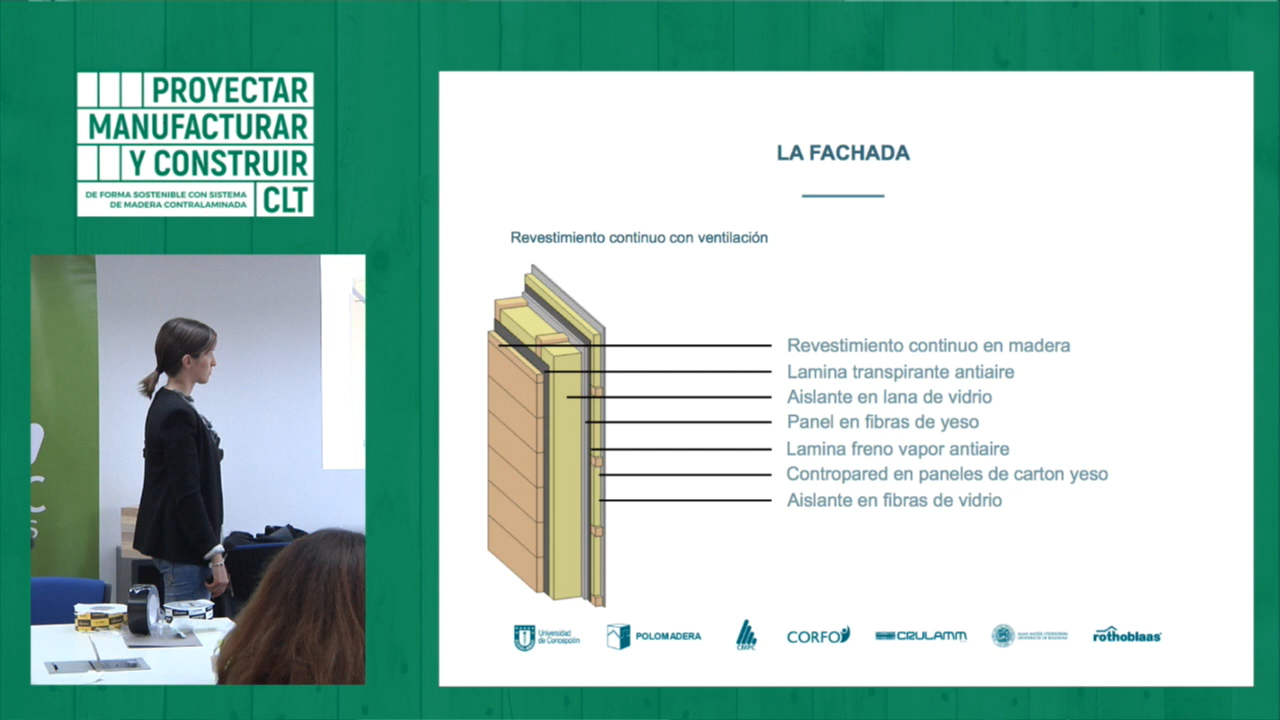 PROYECTAR
MANUFACTURAR
Y CONSTRUIR
DE FORMA SOSTENIBLE CON SISTEMA
DE MADERA CONTRALAMINADA
CLT
LA FACHADA
Revestimiento continuo con ventilación
Revestimiento continuo en madera
Lamina transpirante antiaire
Aislante en lana de vidrio
Panel en fibras de yeso
Lamina freno vapor antiaire
Contropared en paneles de carton yeso
Aislante en fibras de vidrio
Universidad
de Concepción
POLOMADERA
CMPC
CORFO
CRULAMM
rothoblaas